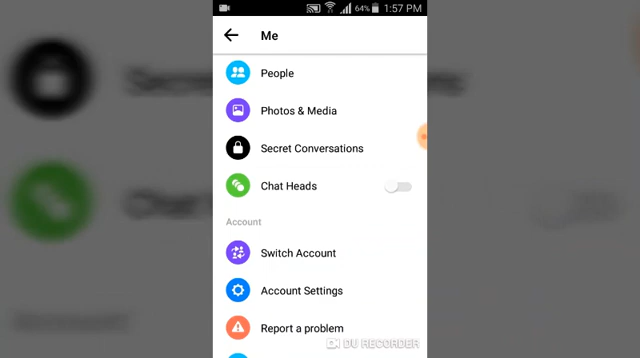 64% 1:57 PM
Me
People
Photos & Media
Secret Conversations
Chat Heads
Account
Switch Account
Account Settings
Report a problem
DU RECORDER